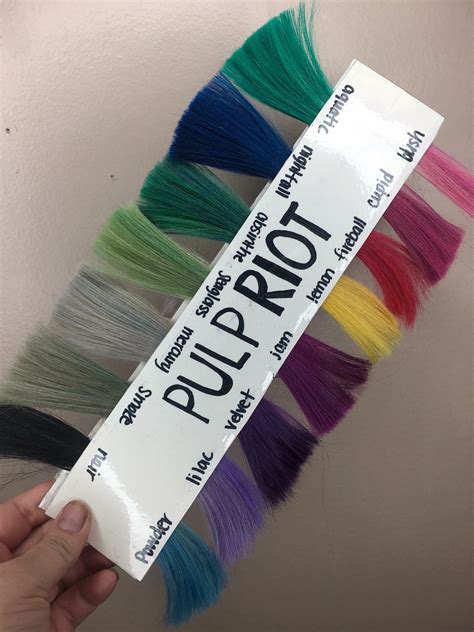 aquatic
nightfall
absinthe
Seaglass
mercury
Smoke
noir
PULP RIOT
blush
cupid
fireball
lemon
jam
velvet
lilac
Powder